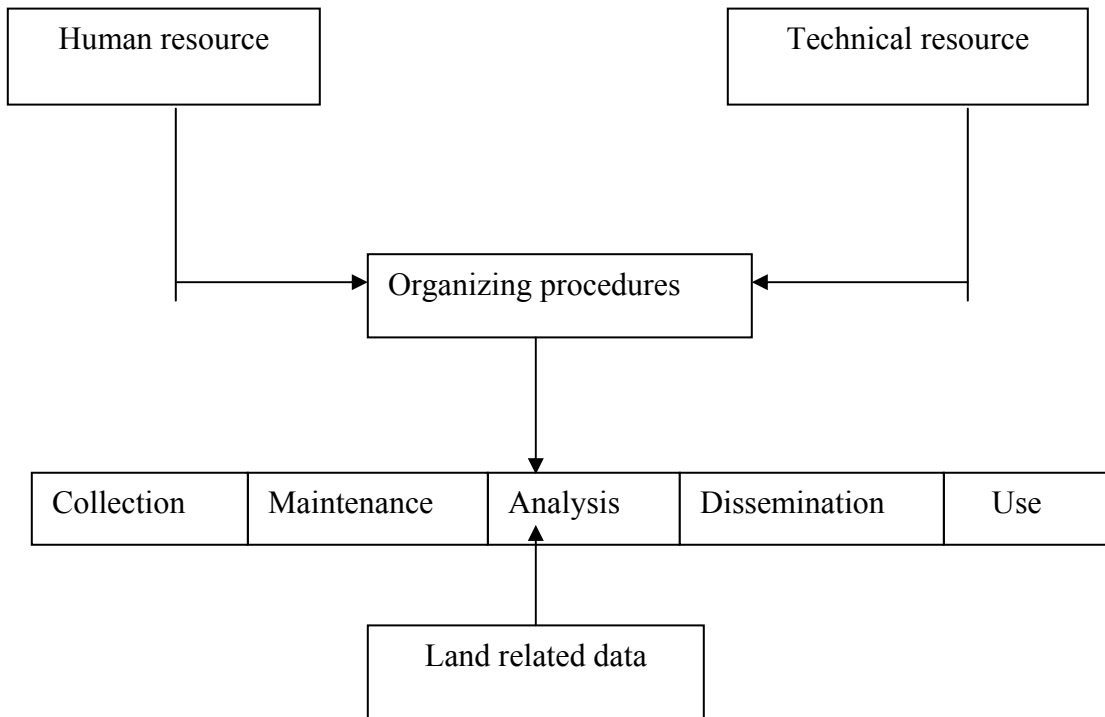 Human resource
Technical resource
Organizing procedures
Collection
Maintenance
Analysis
Dissemination
Use
Land related data